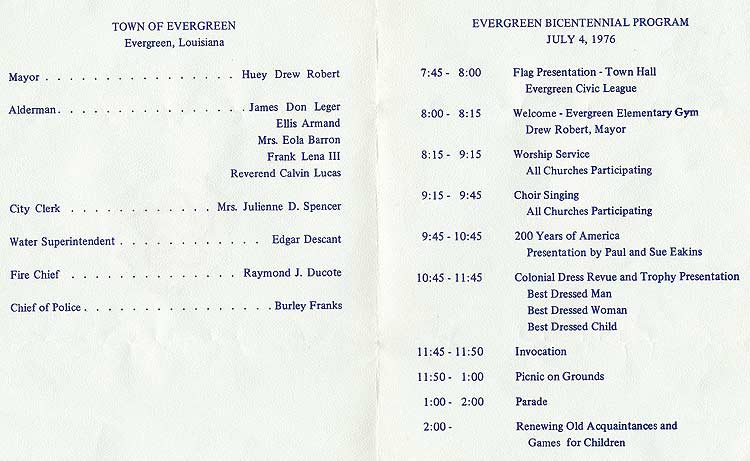 TOWN OF EVERGREEN
Evergreen, Louisiana
Mayor . . . . . . . . . . . . . . . . . Huey Drew Robert
Alderman. . . . . . . . . . . . . . . . . James Don Leger
Ellis Armand
Mrs. Eola Barron
Frank Lena III
Reverend Calvin Lucas
City Clerk . . . . . . . . . . . . . Mrs. Julienne D. Spencer
Water Superintendent . . . . . . . . . . . Edgar Descant
Fire Chief . . . . . . . . . . . . . . . Raymond J. Ducote
Chief of Police . . . . . . . . . . . . . . . . . Burley Franks
EVERGREEN BICENTENNIAL PROGRAM
JULY 4, 1976
7:45 - 8:00 Flag Presentation - Town Hall
Evergreen Civic League
8:00 - 8:15 Welcome - Evergreen Elementary Gym
Drew Robert, Mayor
8:15 - 9:15 Worship Service
All Churches Participating
9:15 - 9:45 Choir Singing
All Churches Participating
9:45 - 10:45 200 Years of America
Presentation by Paul and Sue Eakins
10:45 - 11:45 Colonial Dress Revue and Trophy Presentation
Best Dressed Man
Best Dressed Woman
Best Dressed Child
11:45 - 11:50 Invocation
11:50 - 1:00 Picnic on Grounds
1:00 - 2:00 Parade
2:00 - Renewing Old Acquaintances and
Games for Children